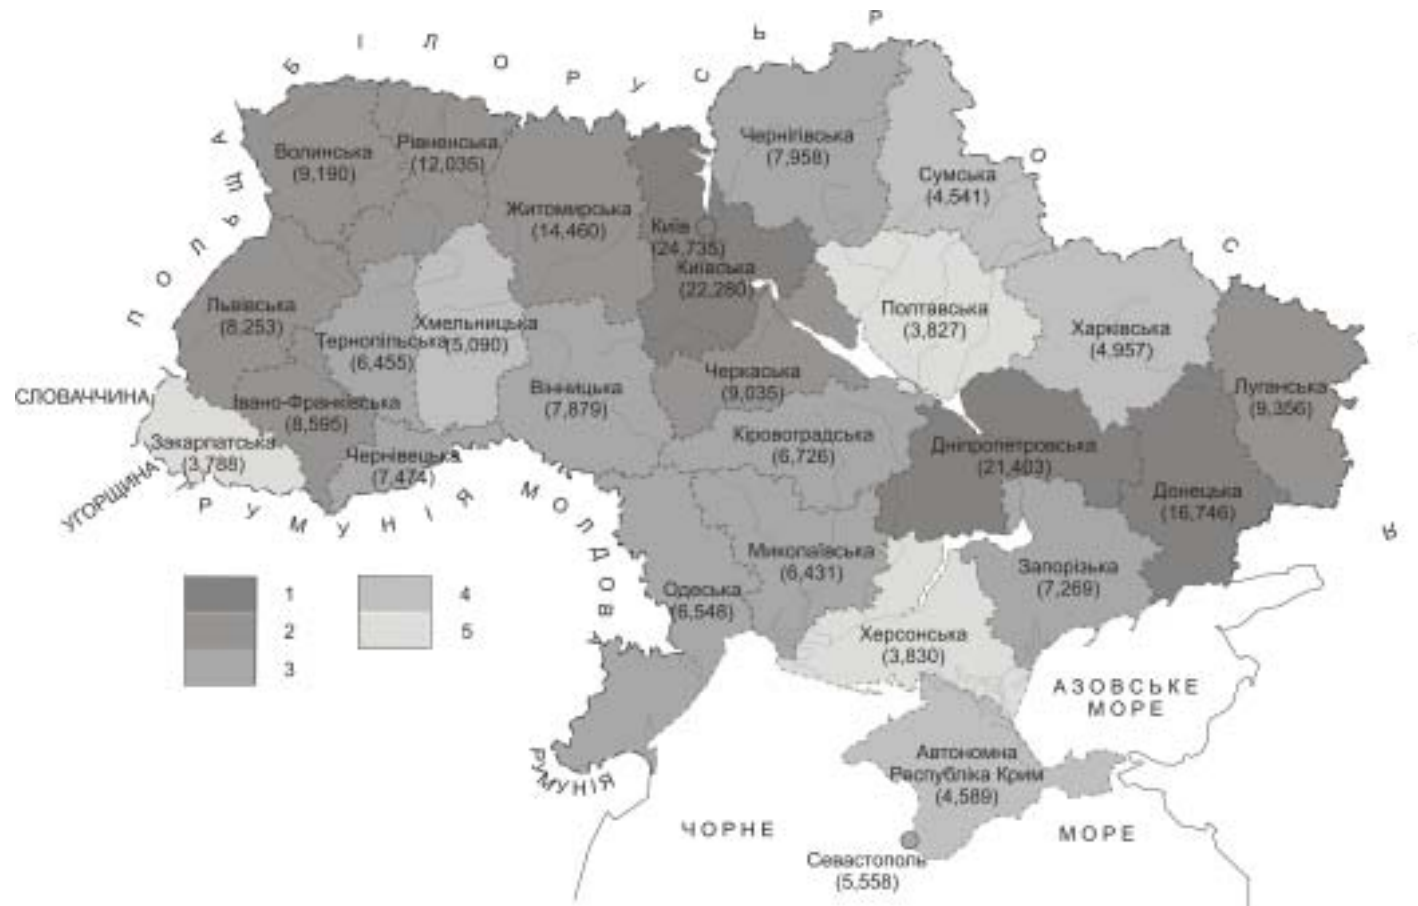 БІЛОРУСЬ
Р О С І Я
ПОЛЬЩА
СЛОВАЧЧИНА
УГОРЩИНА
РУМУНІЯ
МОЛДОВА
РУМУНІЯ
Волинська
(9,190)
Рівненська
(12,035)
Житомирська
(14,460)
Київ
(24,735)
Київська
(22,280)
Чернігівська
(7,958)
Сумська
(4.541)
Львівська
(8.253)
Тернопільська
(6,455)
Хмельницька
(5,090)
Вінницька
(7,879)
Черкаська
(9,035)
Полтавська
(3,827)
Харківська
(4.957)
Луганська
(9,356)
Івано-Франківська
(8,595)
Закарпатська
(3,788)
Чернівецька
(7,474)
Кіровоградська
(6,726)
Дніпропетровська
(21,403)
Донецька
(16,746)
Миколаївська
(6,431)
Одеська
(6,548)
Запорізька
(7,269)
Херсонська
(3,830)
Автономна
Республіка Крим
(4,589)
Севастополь
(5,558)
АЗОВСЬКЕ
МОРЕ
ЧОРНЕ
МОРЕ
1
2
3
4
5